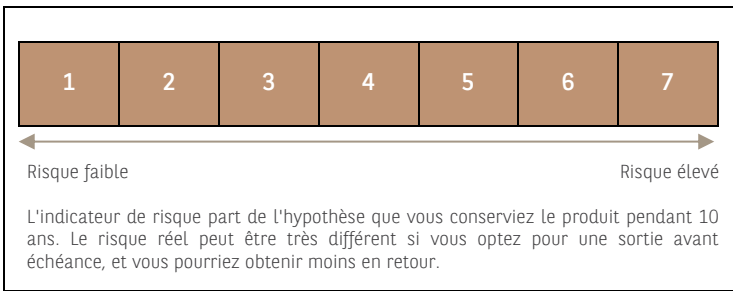 1 2 3 4 5 6 7
Risque faible Risque élevé
L'indicateur de risque part de l'hypothèse que vous conserviez le produit pendant 10
ans. Le risque réel peut être très différent si vous optez pour une sortie avant
échéance, et vous pourriez obtenir moins en retour.